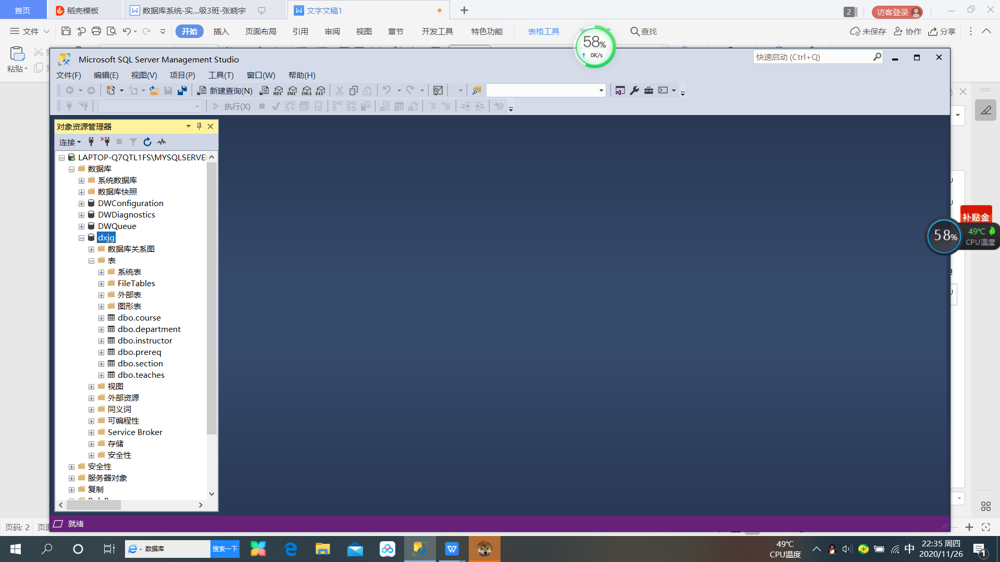 首页
稻壳模板
数据库系统-实...级3班-张晓宇
文字文稿1
2
访客登录
文件
开始
插入
页面布局
引用
审阅
视图
章节
开发工具
特色功能
表格工具
查找
未保存
协作
分享
粘贴
58%
0K/s
Microsoft SQL Server Management Studio
快速启动 (Ctrl+Q)
文件(F)
编辑(E)
视图(V)
项目(P)
工具(T)
窗口(W)
帮助(H)
新建查询(N)
MDX
DMX
XMLA
DAX
执行(X)
对象资源管理器
连接
LAPTOP-Q7QTL1FS\MYSQLSERVE
数据库
系统数据库
数据库快照
DWConfiguration
DWDiagnostics
DWQueue
dxjg
数据库关系图
表
系统表
FileTables
外部表
图形表
dbo.course
dbo.department
dbo.instructor
dbo.prereq
dbo.section
dbo.teaches
视图
外部资源
同义词
可编程性
Service Broker
存储
安全性
安全性
服务器对象
复制
就绪
补贴金
58%
49℃
CPU温度
页码: 2
数据库
搜索一下
49℃
CPU温度
中
22:35 周四
2020/11/26
1